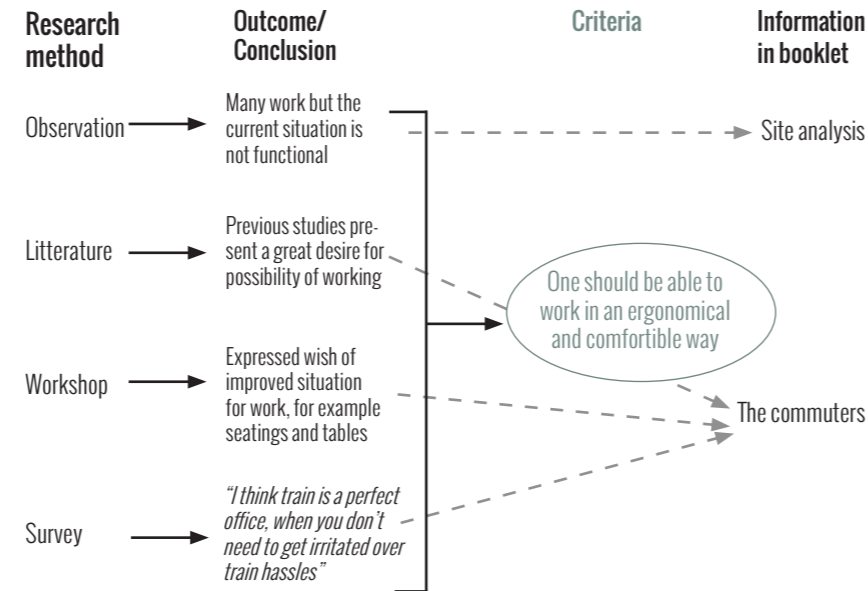 Research
method
Outcome/
Conclusion
Criteria
Information
in booklet
Observation
Many work but the
current situation is
not functional
Site analysis
Litterature
Previous studies pre-
sent a great desire for
possibility of working
One should be able to
work in an ergonomical
and comfortible way
Workshop
Expressed wish of
improved situation
for work, for example
seatings and tables
The commuters
Survey
"I think train is a perfect
office, when you don't
need to get irritated over
train hassles"